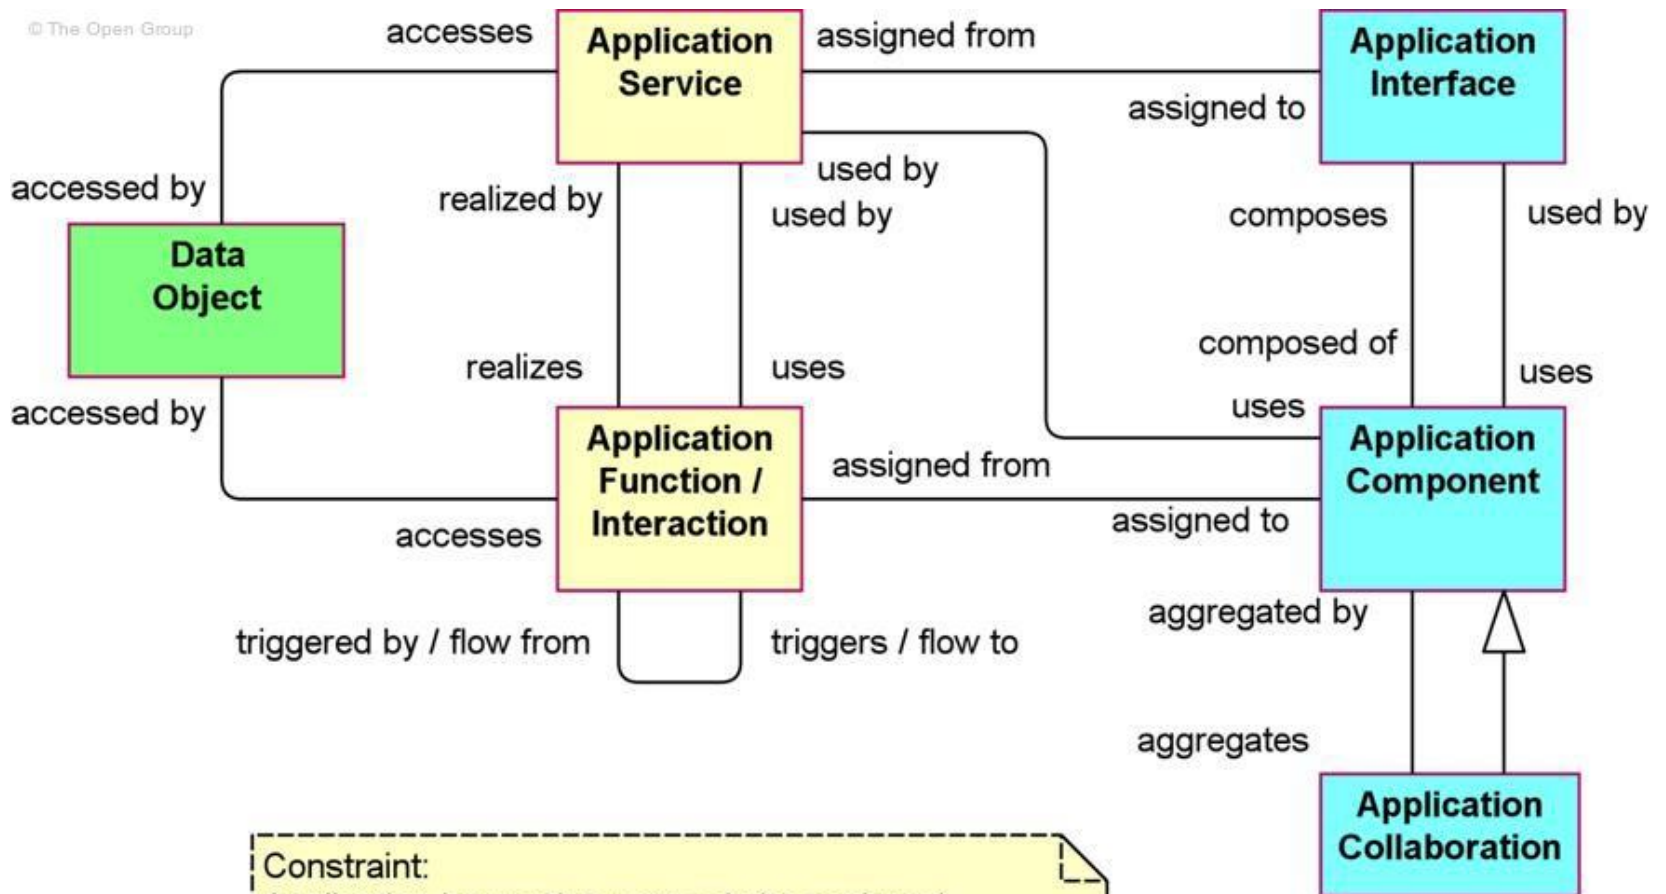 © The Open Group
accesses
Application
Service
assigned from
Application
Interface
assigned to
accessed by
realized by
used by
used by
composes
used by
Data
Object
composed of
realizes
uses
uses
uses
accessed by
Application
Function /
Interaction
assigned from
Application
Component
accesses
assigned to
aggregated by
triggered by / flow from
triggers / flow to
aggregates
Application
Collaboration
Constraint: